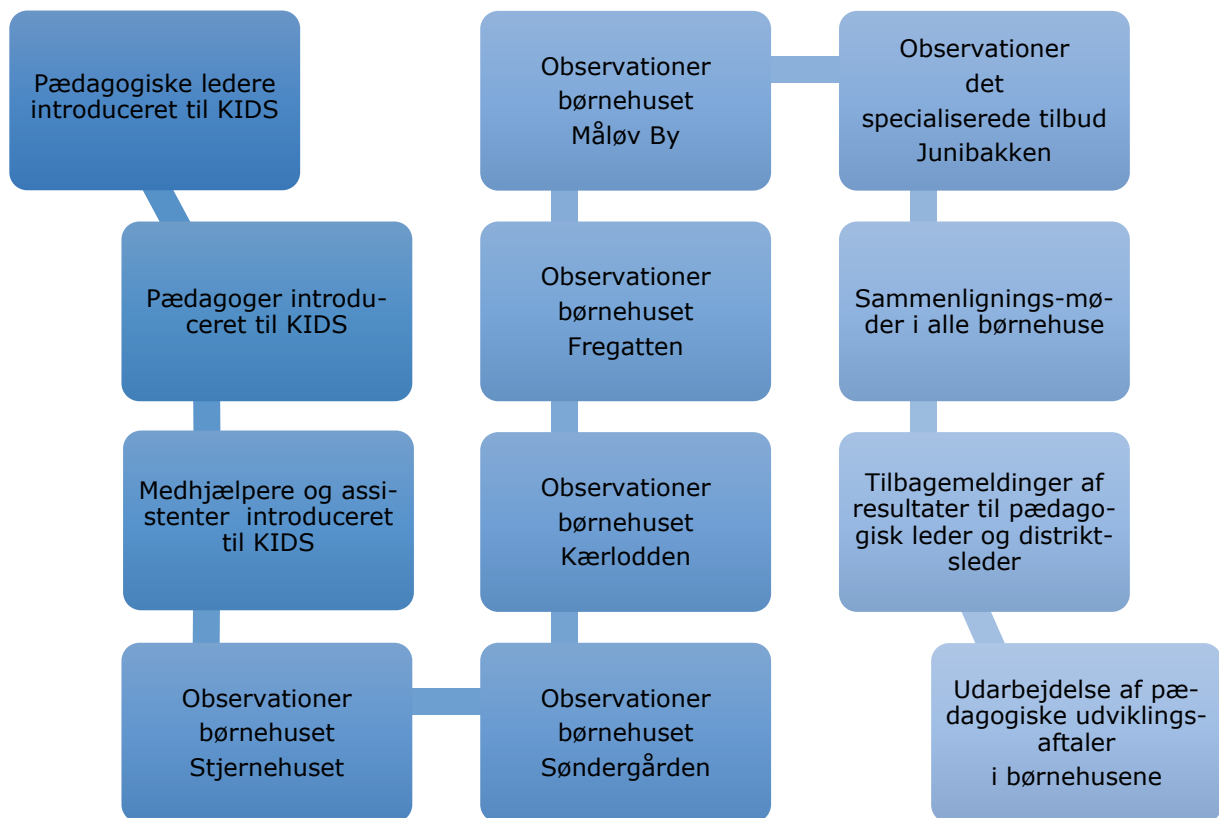 Pædagogiske ledere
introduceret til KIDS
Pædagoger introdu-
ceret til KIDS
Medhjælpere og assi-
stenter introduceret
til KIDS
Observationer
børnehuset
Stjernehuset
Observationer
børnehuset
Søndergården
Observationer
børnehuset
Kærlodden
Observationer
børnehuset
Fregatten
Observationer
børnehuset
Måløv By
Observationer
det
specialiserede tilbud
Junibakken
Sammenlignings-mø-
der i alle børnehuse
Tilbagemeldinger af
resultater til pædago-
gisk leder og distrikt-
sleder
Udarbejdelse af pæ-
dagogiske udviklings-
aftaler
i børnehusene